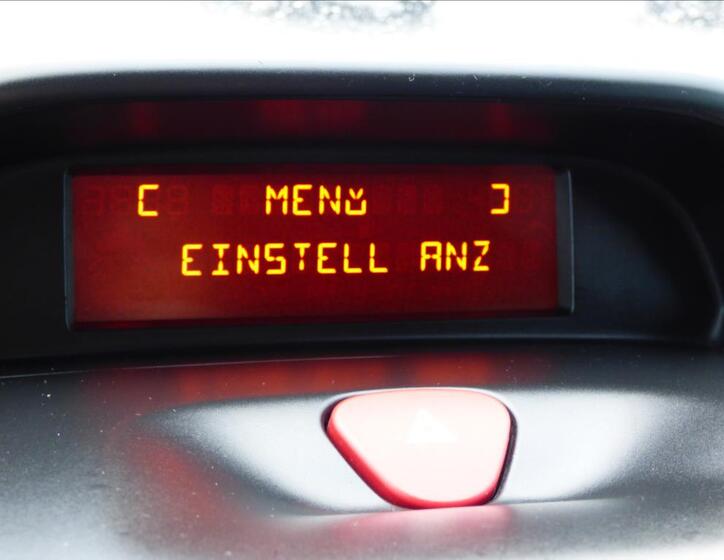 [ MENÜ ]
EINSTELL ANZ